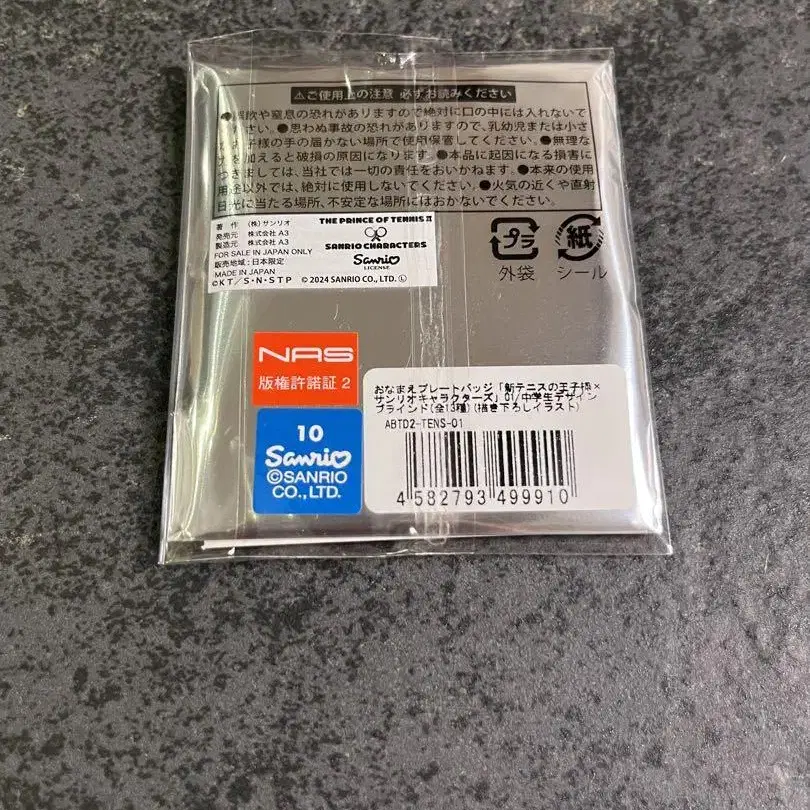 ⚠ご使用上の注意 必ずお読みください
飲や窒息の恐れがありますので絶対に口の中には入れないで
ださい。●思わぬ事故の恐れがありますので、乳幼児または小さ
お子様の手の届かない場所で使用保管してください。●無理な
力を加えると破損の原因になります。●本品に起因になる損害に
つきましては、当社では一切の責任をおいかねます。●本来の使用
用途以外では、絶対に使用しないでください。●火気の近くや直射
日光に当たる場所、不安定な場所にはおかないでください。
著 作 (株)サンリオ
発売元 株式会社 A3
製造元 株式会社 A3
FOR SALE IN JAPAN ONLY
販売地域:日本限定
MADE IN JAPAN
©KT/S・N・STP
THE PRINCE OF TENNIS II
SANRIO CHARACTERS
Sanrio
LICENSE
© 2024 SANRIO CO., LTD. Ⓛ
プラ
外袋
紙
シール
NAS
版権許諾証 2
10
Sanrio
©SANRIO
CO.,LTD.
おなまえプレートバッジ「新テニスの王子様×
サンリオキャラクターズ」01/中学生デザイン
ブラインド(全13種)(描き下ろしイラスト)
ABTD2-TENS-01
4 582793 499910